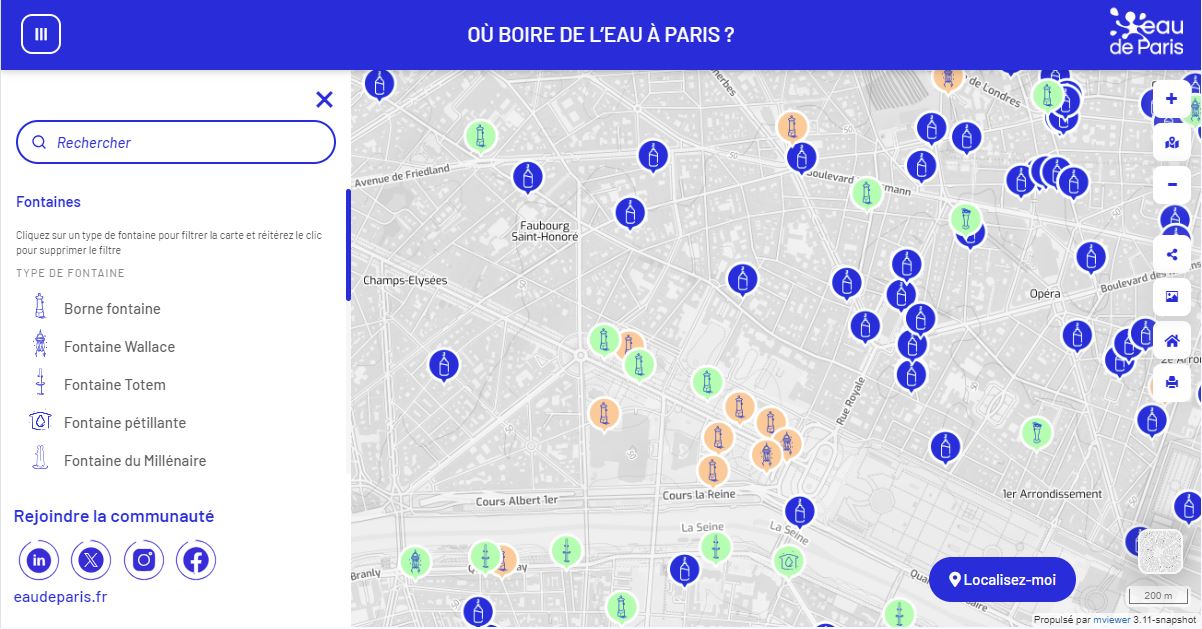 OÙ BOIRE DE L'EAU À PARIS ?
eau
de Paris
Rechercher
Fontaines
Cliquez sur un type de fontaine pour filtrer la carte et réitérez le clic
pour supprimer le filtre
TYPE DE FONTAINE
Borne fontaine
Fontaine Wallace
Fontaine Totem
Fontaine pétillante
Fontaine du Millénaire
Rejoindre la communauté
eaudeparis.fr
de Londres
Avenue de Friedland
Boulevard
mann
Faubourg
Saint-Honoré
Champs-Elysées
Opéra
Boulevard des
2e Arro
Rue Royale
Cours Albert 1er
Cours la Reine
1er Arrondissement
La Seine
La Seine
Branly
Localisez-moi
200 m
Propulsé par mviewer 3.11-snapshot